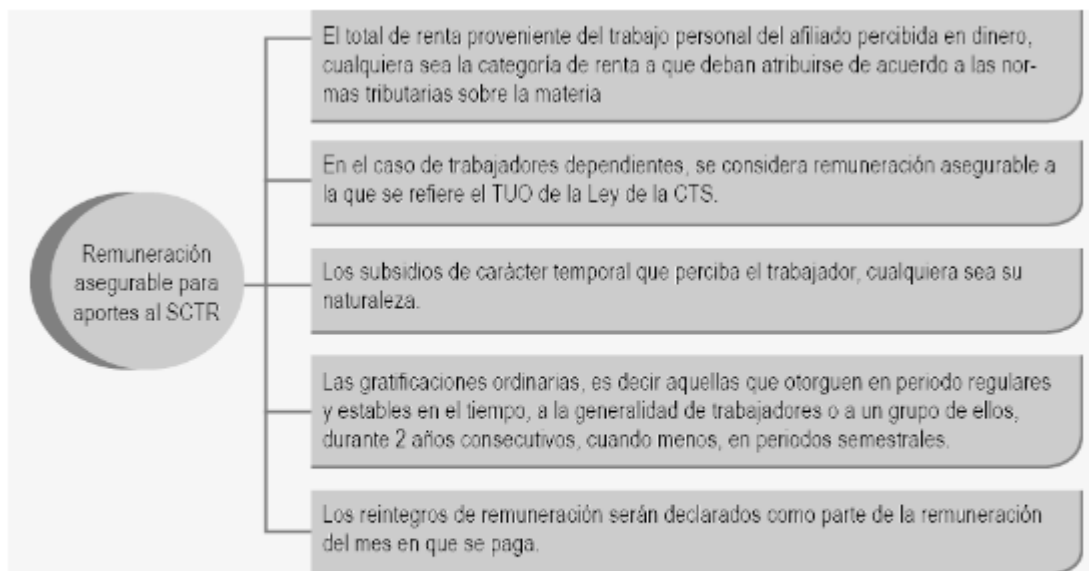 Remuneración
asegurable para
aportes al SCTR
El total de renta proveniente del trabajo personal del afiliado percibida en dinero,
cualquiera sea la categoría de renta a que deban atribuirse de acuerdo a las nor-
mas tributarias sobre la materia
En el caso de trabajadores dependientes, se considera remuneración asegurable a
la que se refiere el TUO de la Ley de la CTS.
Los subsidios de carácter temporal que perciba el trabajador, cualquiera sea su
naturaleza.
Las gratificaciones ordinarias, es decir aquellas que otorguen en periodo regulares
y estables en el tiempo, a la generalidad de trabajadores o a un grupo de ellos,
durante 2 años consecutivos, cuando menos, en periodos semestrales.
Los reintegros de remuneración serán declarados como parte de la remuneración
del mes en que se paga.